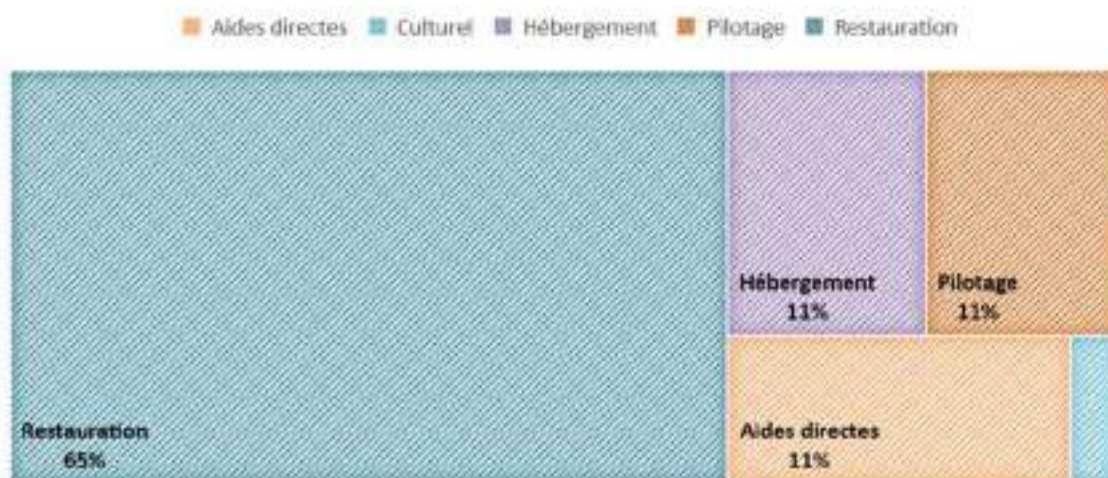 Aides directes Culturel Hébergement Pilotage Restauration
Hébergement
11%
Pilotage
11%
Restauration
65%
Aides directes
11%